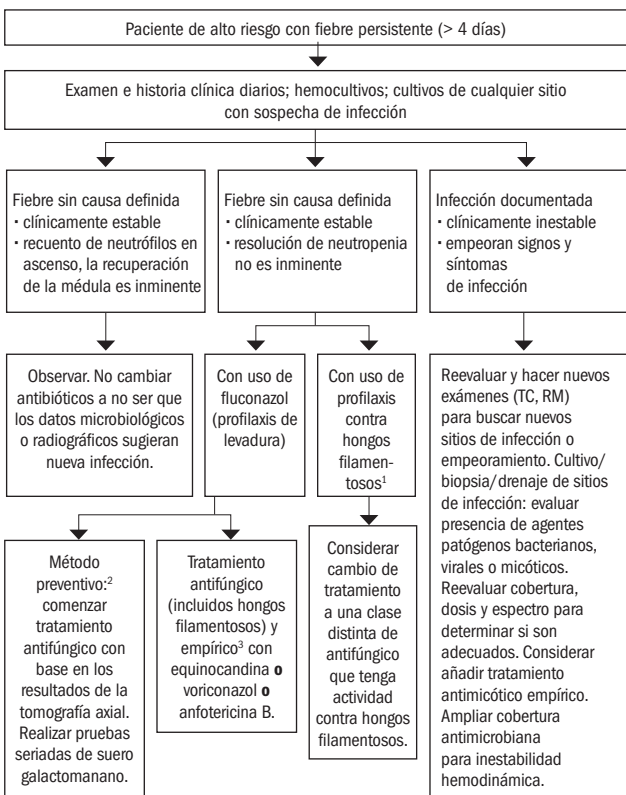 Paciente de alto riesgo con fiebre persistente (> 4 días)
Examen e historia clínica diarios; hemocultivos; cultivos de cualquier sitio
con sospecha de infección
Fiebre sin causa definida
· clínicamente estable
· recuento de neutrófilos en
ascenso, la recuperación
de la médula es inminente
Fiebre sin causa definida
· clínicamente estable
· resolución de neutropenia
no es inminente
Infección documentada
· clínicamente inestable
· empeoran signos y
síntomas
de infección
Observar. No cambiar
antibióticos a no ser que
los datos microbiológicos
o radiográficos sugieran
nueva infección.
Con uso de
fluconazol
(profilaxis de
levadura)
Con uso de
profilaxis
contra
hongos
filamen-
tosos¹
Reevaluar y hacer nuevos
exámenes (TC, RM)
para buscar nuevos
sitios de infección o
empeoramiento. Cultivo/
biopsia/drenaje de sitios
de infección: evaluar
presencia de agentes
patógenos bacterianos,
virales o micóticos.
Reevaluar cobertura,
dosis y espectro para
determinar si son
adecuados. Considerar
añadir tratamiento
antimicótico empírico.
Ampliar cobertura
antimicrobiana
para inestabilidad
hemodinámica.
Método
preventivo:²
comenzar
tratamiento
antifúngico con
base en los
resultados de la
tomografía axial.
Realizar pruebas
seriadas de suero
galactomanano.
Tratamiento
antifúngico
(incluidos hongos
filamentosos) y
empírico³ con
equinocandina o
voriconazol o
anfotericina B.
Considerar
cambio de
tratamiento
a una clase
distinta de
antifúngico
que tenga
actividad
contra hongos
filamentosos.